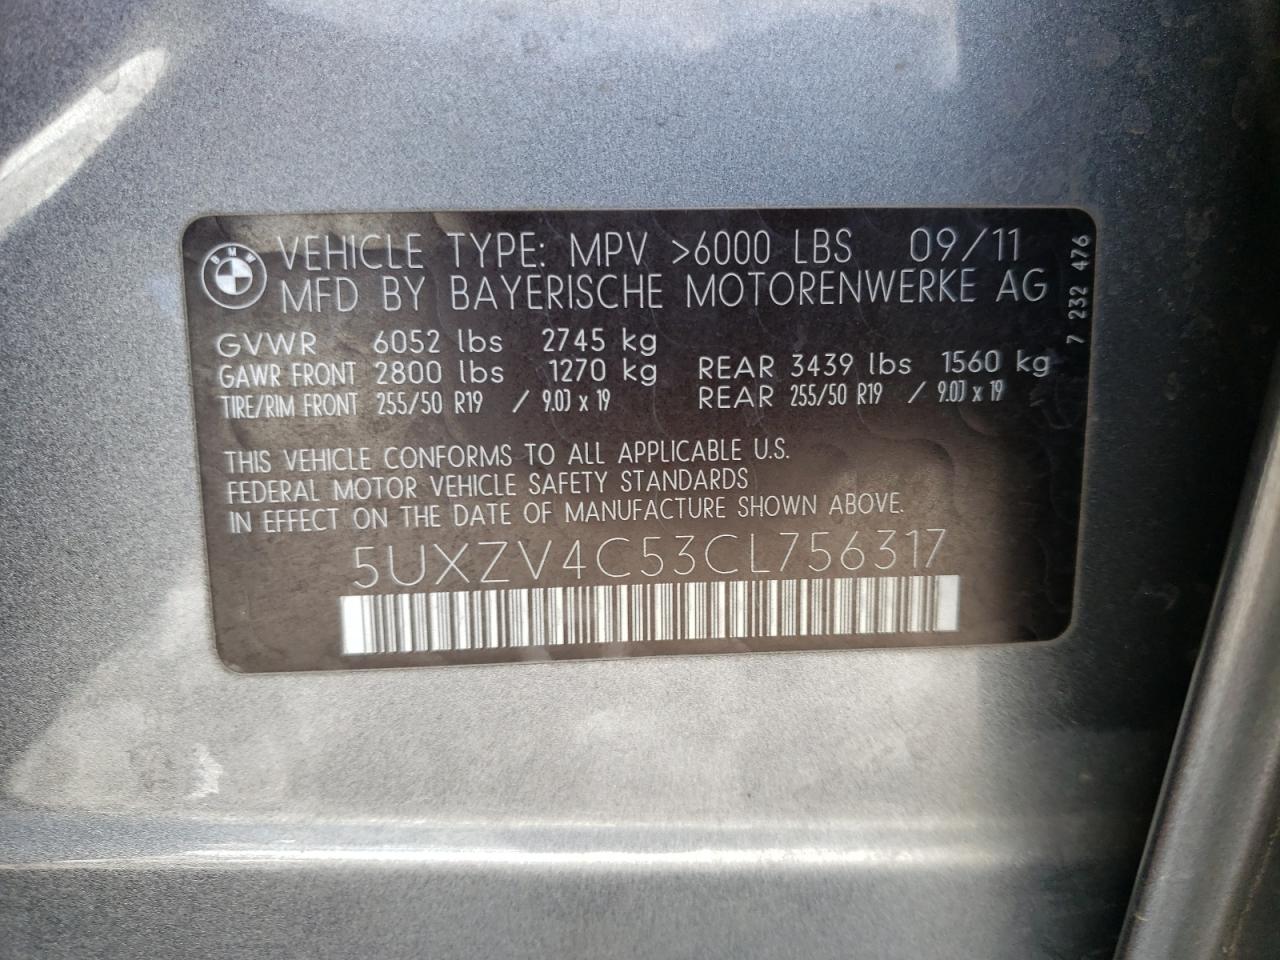 BMW
VEHICLE TYPE: MPV >6000 LBS 09/11
MFD BY BAYERISCHE MOTORENWERKE AG
7 232 476
GVWR 6052 lbs 2745 kg
GAWR FRONT 2800 lbs 1270 kg REAR 3439 lbs 1560 kg
TIRE/RIM FRONT 255/50 R19 / 9.0J x 19 REAR 255/50 R19 / 9.0J x 19
THIS VEHICLE CONFORMS TO ALL APPLICABLE U.S.
FEDERAL MOTOR VEHICLE SAFETY STANDARDS
IN EFFECT ON THE DATE OF MANUFACTURE SHOWN ABOVE.
5UXZV4C53CL756317